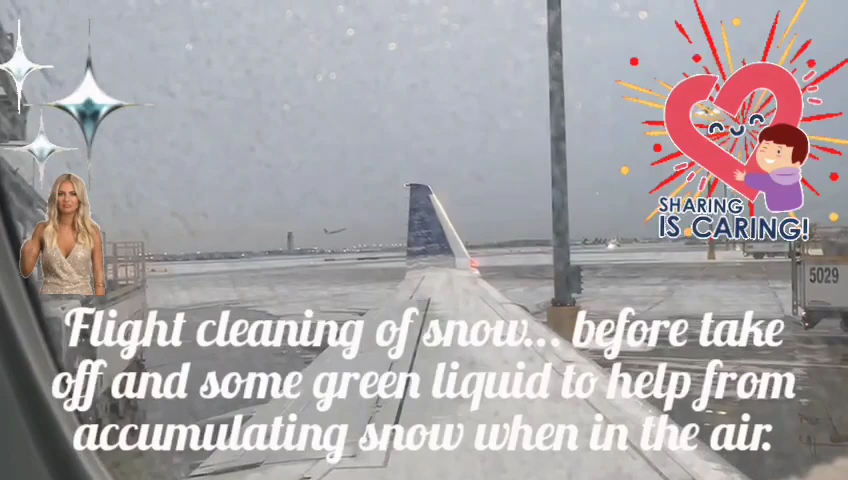 SHARING
IS CARING!
5029
Flight cleaning of snow... before take
off and some green liquid to help from
accumulating snow when in the air.